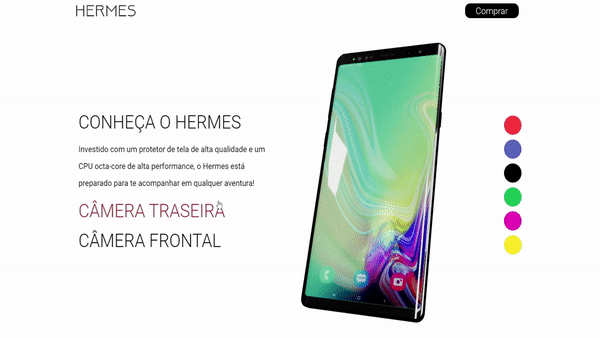 HERMES
Comprar
CONHEÇA O HERMES
Investido com um protetor de tela de alta qualidade e um
CPU octa-core de alta performance, o Hermes está
preparado para te acompanhar em qualquer aventura!
CÂMERA TRASEIRA
CÂMERA FRONTAL